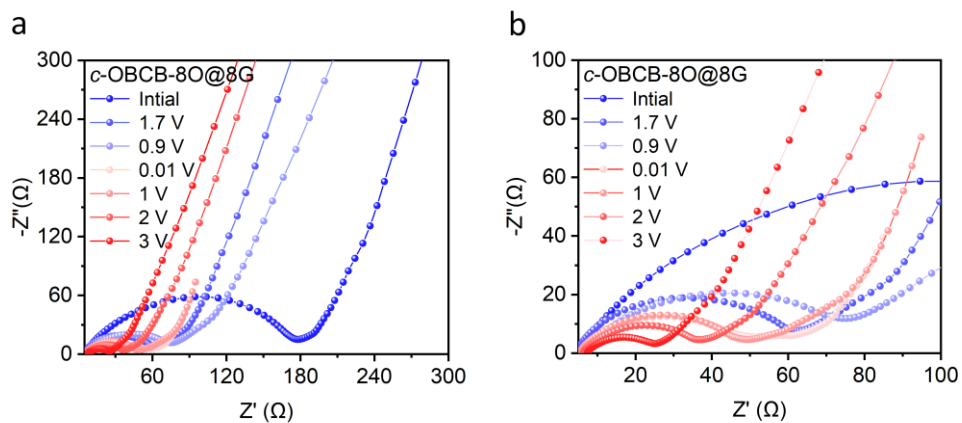 a
c-OBCB-8O@8G
Intial
1.7 V
0.9 V
0.01 V
1 V
2 V
3 V
300
240
180
120
60
0
-Z"(Ω)
60
120
180
240
300
Z' (Ω)
b
c-OBCB-8O@8G
Intial
1.7 V
0.9 V
0.01 V
1 V
2 V
3 V
100
80
60
40
20
0
-Z"(Ω)
20
40
60
80
100
Z' (Ω)